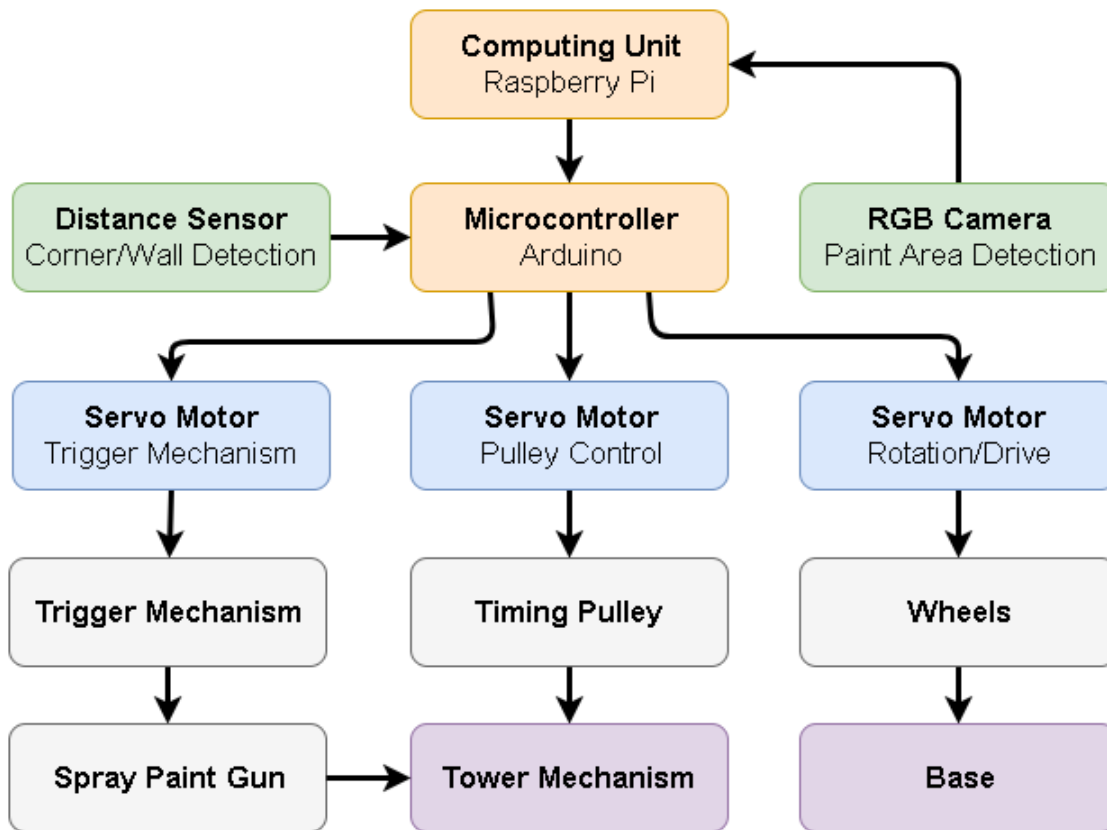 Computing Unit
Raspberry Pi
Distance Sensor
Corner/Wall Detection
Microcontroller
Arduino
RGB Camera
Paint Area Detection
Servo Motor
Trigger Mechanism
Servo Motor
Pulley Control
Servo Motor
Rotation/Drive
Trigger Mechanism
Timing Pulley
Wheels
Spray Paint Gun
Tower Mechanism
Base